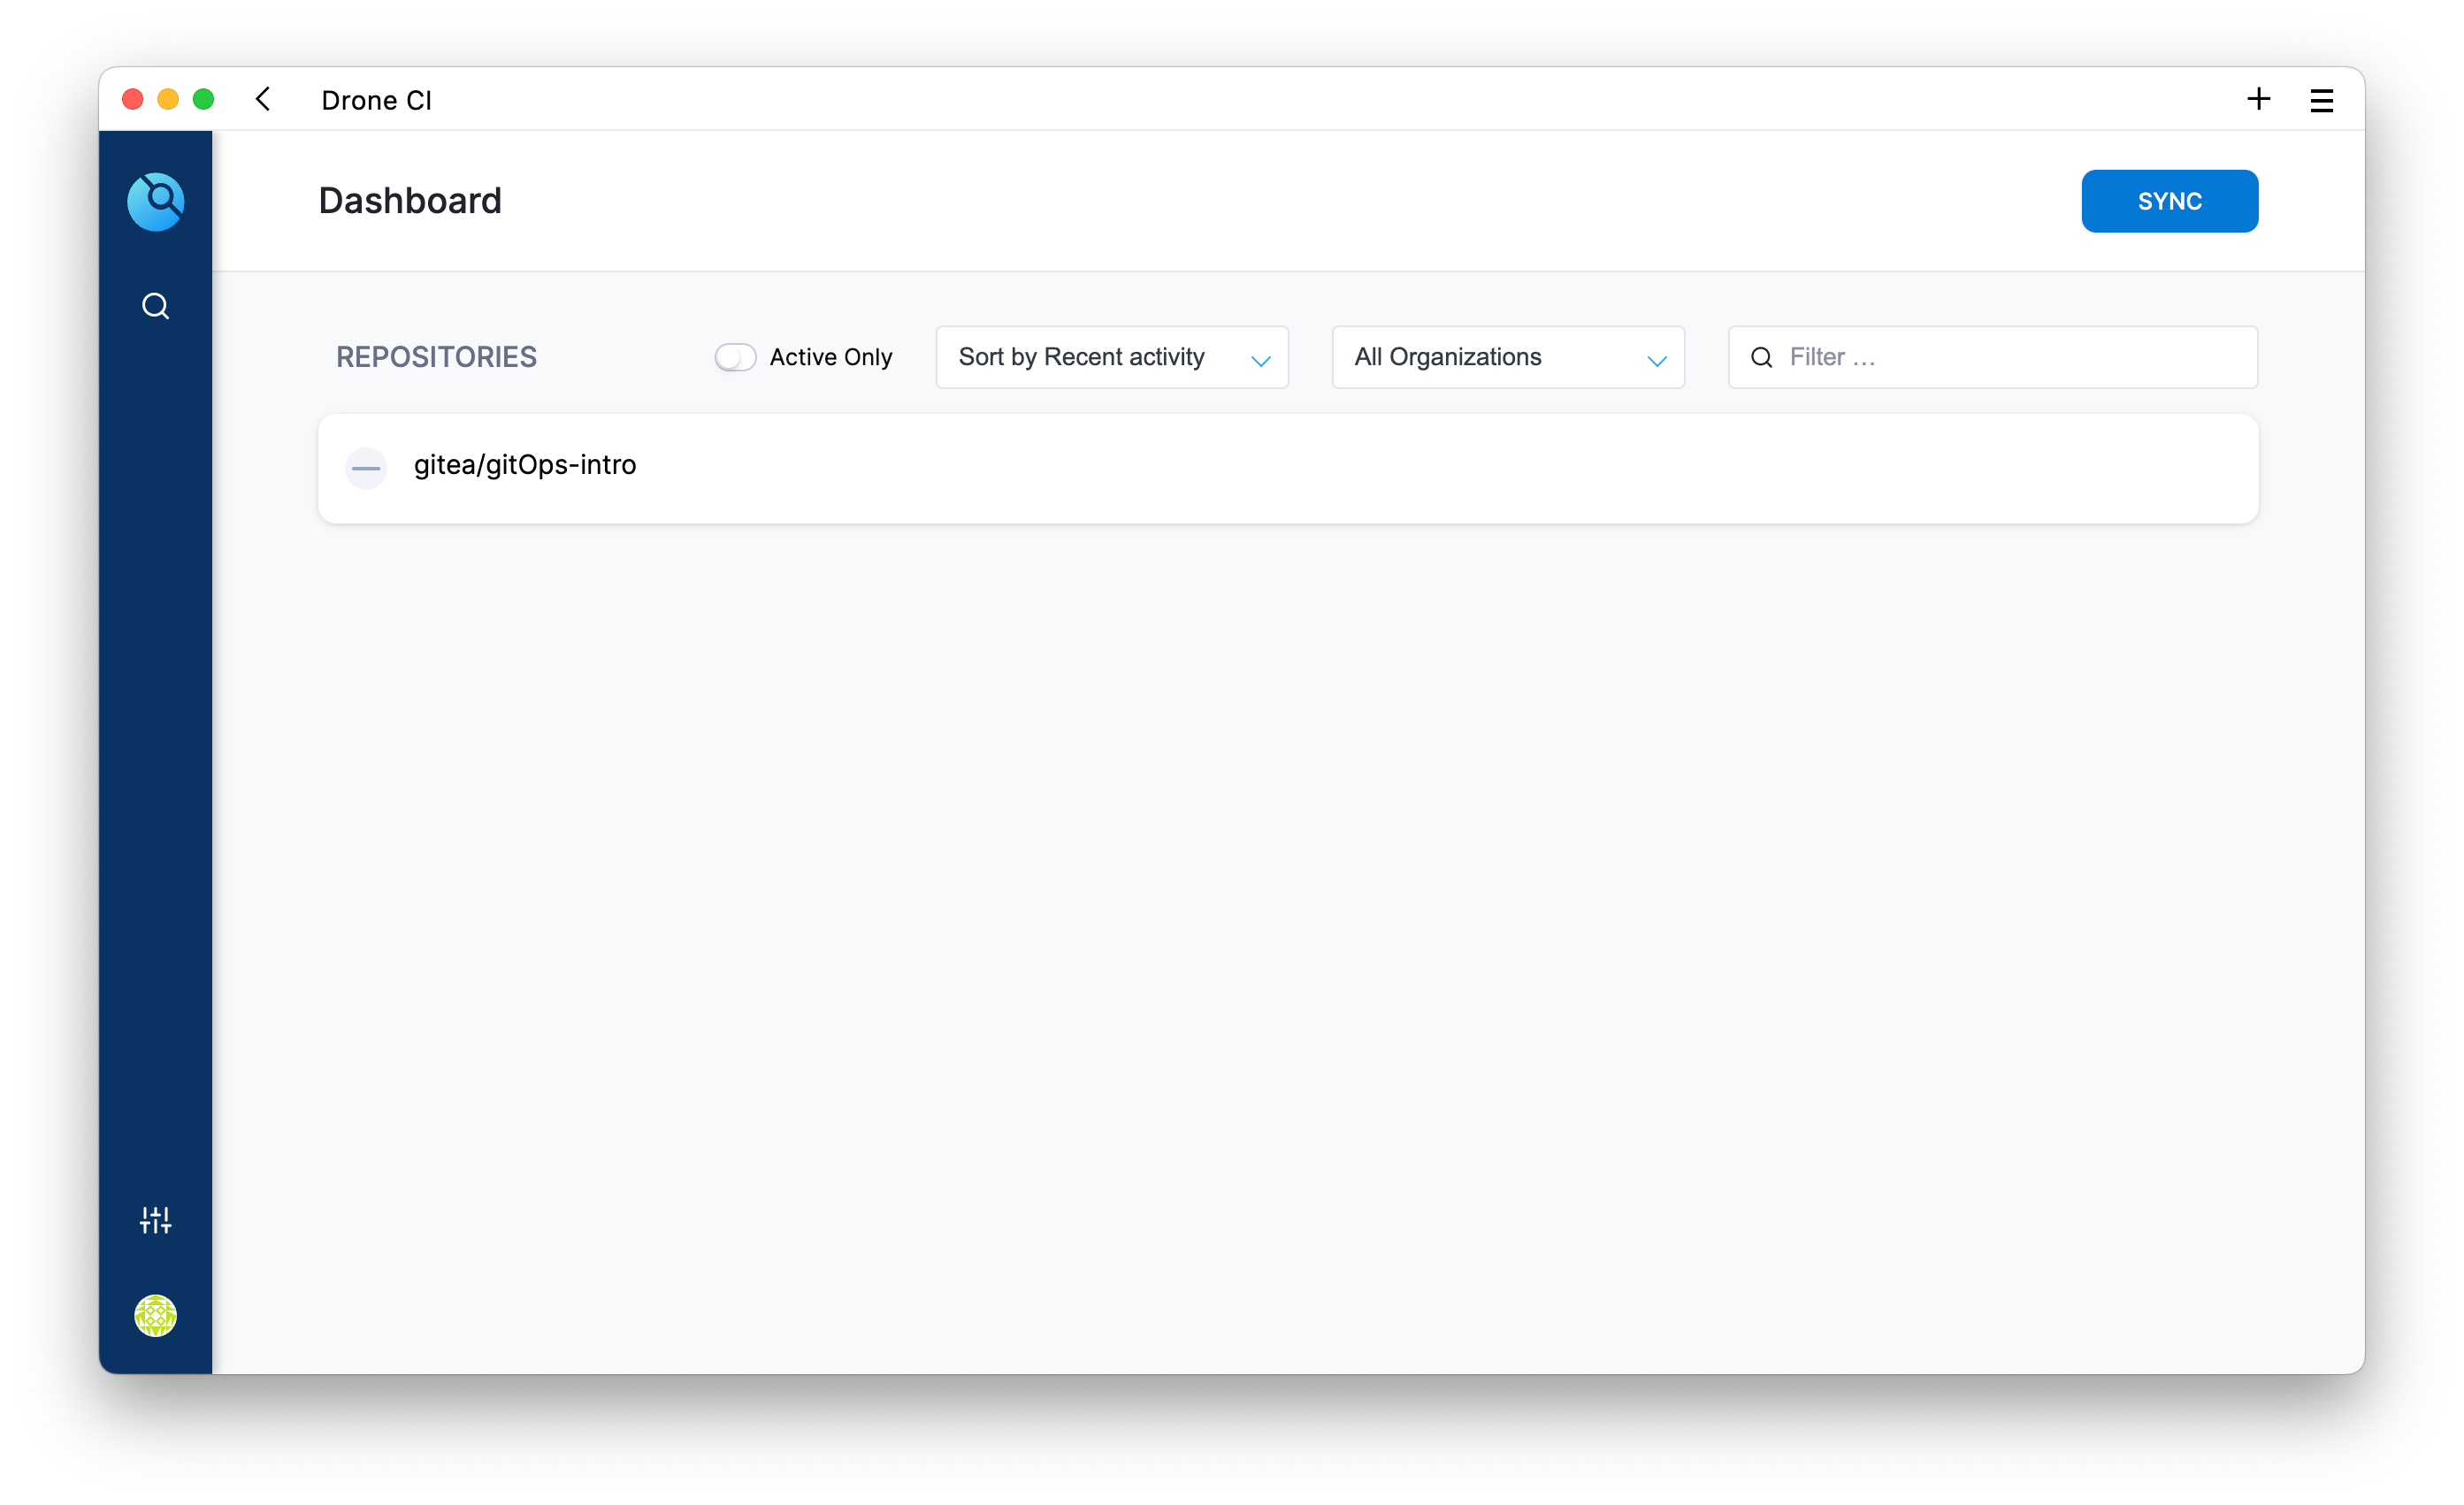 Drone CI
Dashboard
SYNC
REPOSITORIES
Active Only
Sort by Recent activity
All Organizations
Filter ...
gitea/gitOps-intro